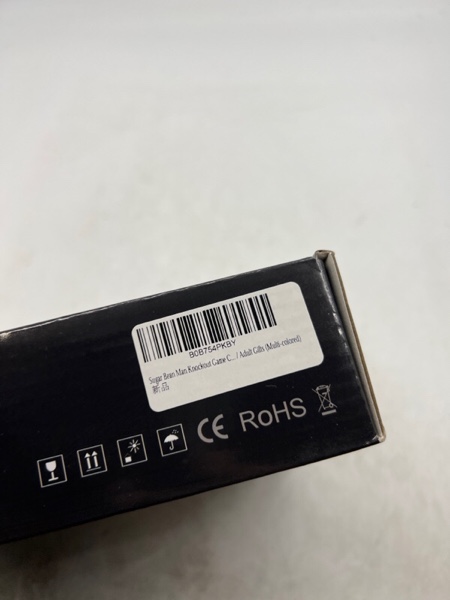 B0B754PKBY
Sugar Bean Man Knockout Game C... / Adult Gifts (Multi-colored)
新品
CE RoHS